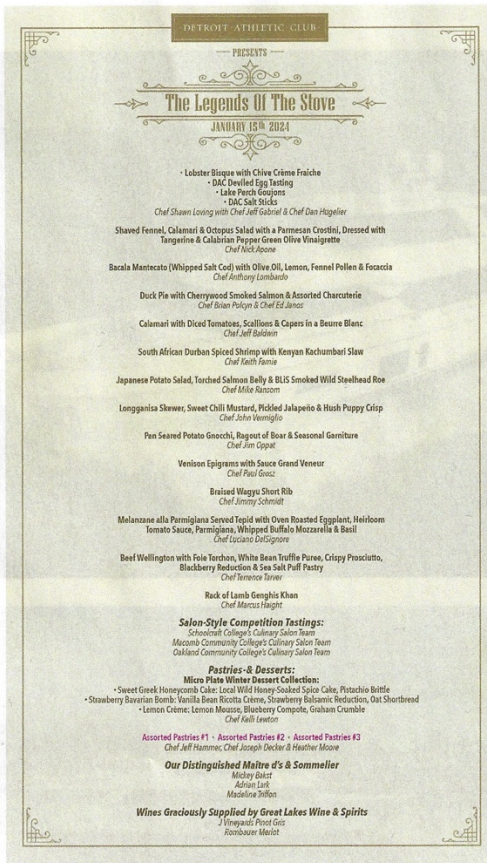 DETROIT · ATHLETIC · CLUB
PRESENTS
The Legends Of The Stove
JANUARY 15th 2024
• Lobster Bisque with Chive Crème Fraiche
• DAC Deviled Egg Tasting
• Lake Perch Goujons
• DAC Salt Sticks
Chef Shawn Loving with Chef Jeff Gabriel & Chef Dan Hugelier
Shaved Fennel, Calamari & Octopus Salad with a Parmesan Crostini, Dressed with
Tangerine & Calabrian Pepper Green Olive Vinaigrette
Chef Nick Apone
Bacala Mantecato (Whipped Salt Cod) with Olive Oil, Lemon, Fennel Pollen & Focaccia
Chef Anthony Lombardo
Duck Pie with Cherrywood Smoked Salmon & Assorted Charcuterie
Chef Brian Polcyn & Chef Ed Janos
Calamari with Diced Tomatoes, Scallions & Capers in a Beurre Blanc
Chef Jeff Baldwin
South African Durban Spiced Shrimp with Kenyan Kachumbari Slaw
Chef Keith Famie
Japanese Potato Salad, Torched Salmon Belly & BLiS Smoked Wild Steelhead Roe
Chef Mike Ransom
Longganisa Skewer, Sweet Chili Mustard, Pickled Jalapeño & Hush Puppy Crisp
Chef John Vermiglio
Pan Seared Potato Gnocchi, Ragout of Boar & Seasonal Garniture
Chef Jim Oppat
Venison Epigrams with Sauce Grand Veneur
Chef Paul Grosz
Braised Wagyu Short Rib
Chef Jimmy Schmidt
Melanzane alla Parmigiana Served Tepid with Oven Roasted Eggplant, Heirloom
Tomato Sauce, Parmigiana, Whipped Buffalo Mozzarella & Basil
Chef Luciano DelSignore
Beef Wellington with Foie Torchon, White Bean Truffle Puree, Crispy Prosciutto,
Blackberry Reduction & Sea Salt Puff Pastry
Chef Terrence Tarver
Rack of Lamb Genghis Khan
Chef Marcus Haight
Salon-Style Competition Tastings:
Schoolcraft College's Culinary Salon Team
Macomb Community College's Culinary Salon Team
Oakland Community College's Culinary Salon Team
Pastries & Desserts:
Micro Plate Winter Dessert Collection:
• Sweet Greek Honeycomb Cake: Local Wild Honey-Soaked Spice Cake, Pistachio Brittle
• Strawberry Bavarian Bomb: Vanilla Bean Ricotta Crème, Strawberry Balsamic Reduction, Oat Shortbread
• Lemon Crème: Lemon Mousse, Blueberry Compote, Graham Crumble
Chef Kelli Lewton
Assorted Pastries #1 • Assorted Pastries #2 • Assorted Pastries #3
Chef Jeff Hammer, Chef Joseph Decker & Heather Moore
Our Distinguished Maître d's & Sommelier
Mickey Bakst
Adrian Lark
Madeline Triffon
Wines Graciously Supplied by Great Lakes Wine & Spirits
J Vineyards Pinot Gris
Rombauer Merlot